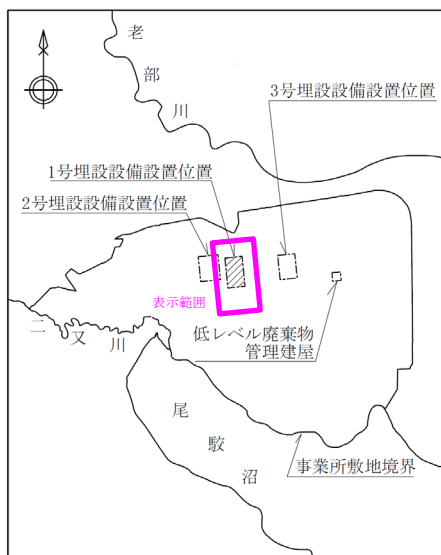 老部川
3号埋設設備設置位置
1号埋設設備設置位置
2号埋設設備設置位置
表示範囲
低レベル廃棄物
管理建屋
二又川
尾駮沼
事業所敷地境界